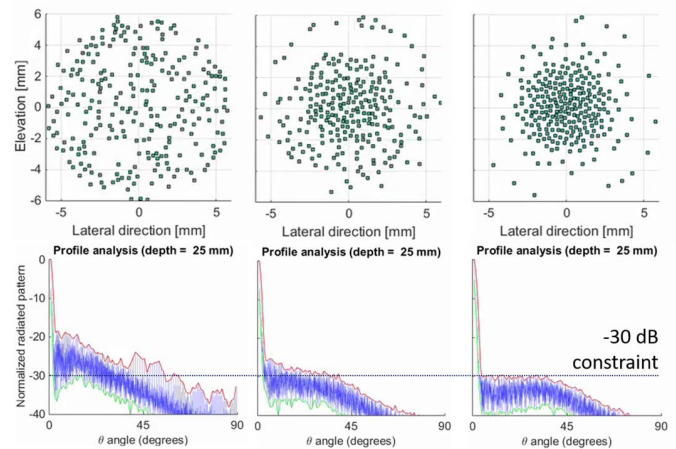 6
4
2
0
-2
-4
-6
Elevation [mm]
-5 0 5
-5 0 5
-5 0 5
Lateral direction [mm]
Lateral direction [mm]
Lateral direction [mm]
Profile analysis (depth = 25 mm)
Profile analysis (depth = 25 mm)
Profile analysis (depth = 25 mm)
0
-10
-20
-30
-40
Normalized radiated pattern
-30 dB
constraint
0 45 90
0 45 90
0 45 90
θ angle (degrees)
θ angle (degrees)
θ angle (degrees)